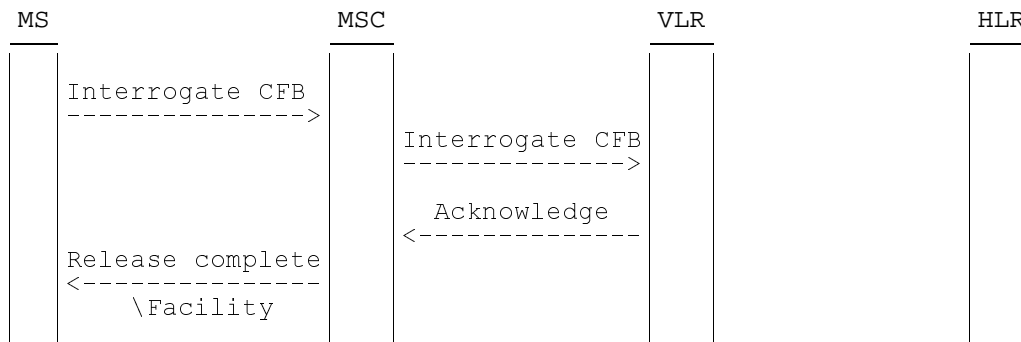 MS MSC VLR HLR
Interrogate CFB
--------------->
Interrogate CFB
-------------->
Acknowledge
<--------------
Release complete
<---------------
\Facility